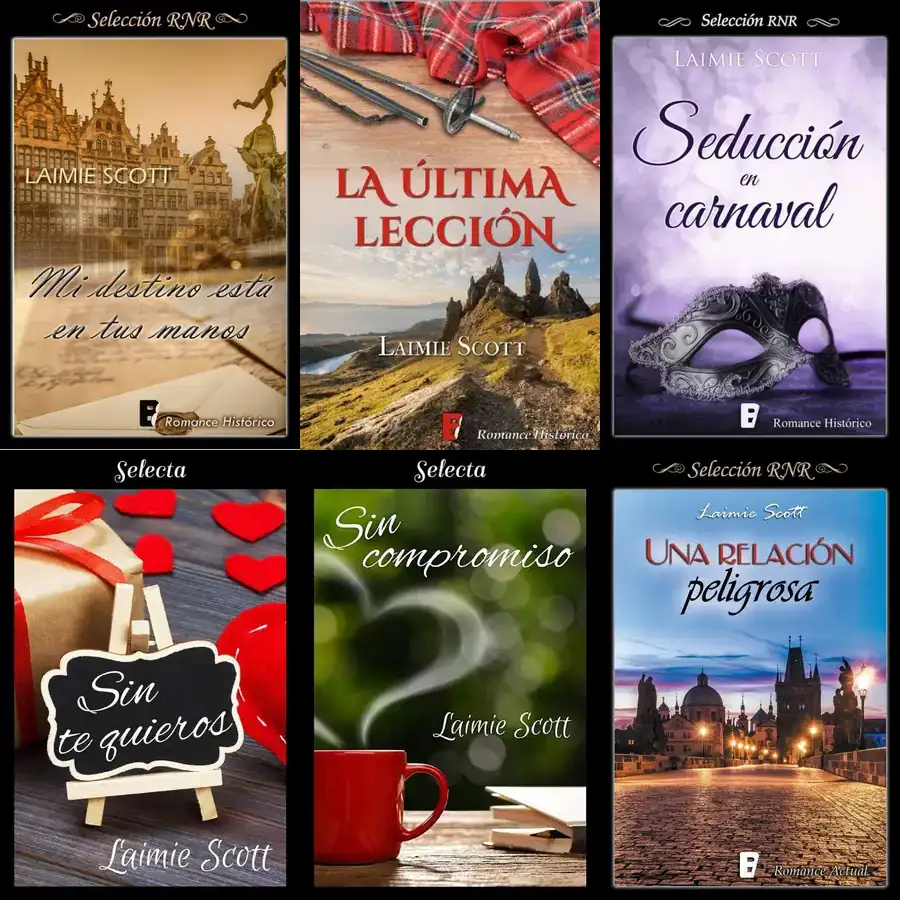 Selección RNR
LAIMIE SCOTT
Mi destino está
en tus manos
B
Romance Histórico
LA ÚLTIMA
LECCIÓN
LAIMIE SCOTT
B
Romance Histórico
Selección RNR
LAIMIE SCOTT
Seducción
en
carnaval
B
Romance Histórico
Selecta
Sin
te quieros
Laimie Scott
Selecta
Sin
compromiso
Laimie Scott
Selección RNR
Laimie Scott
UNA RELACIÓN
peligrosa
B
Romance Actual